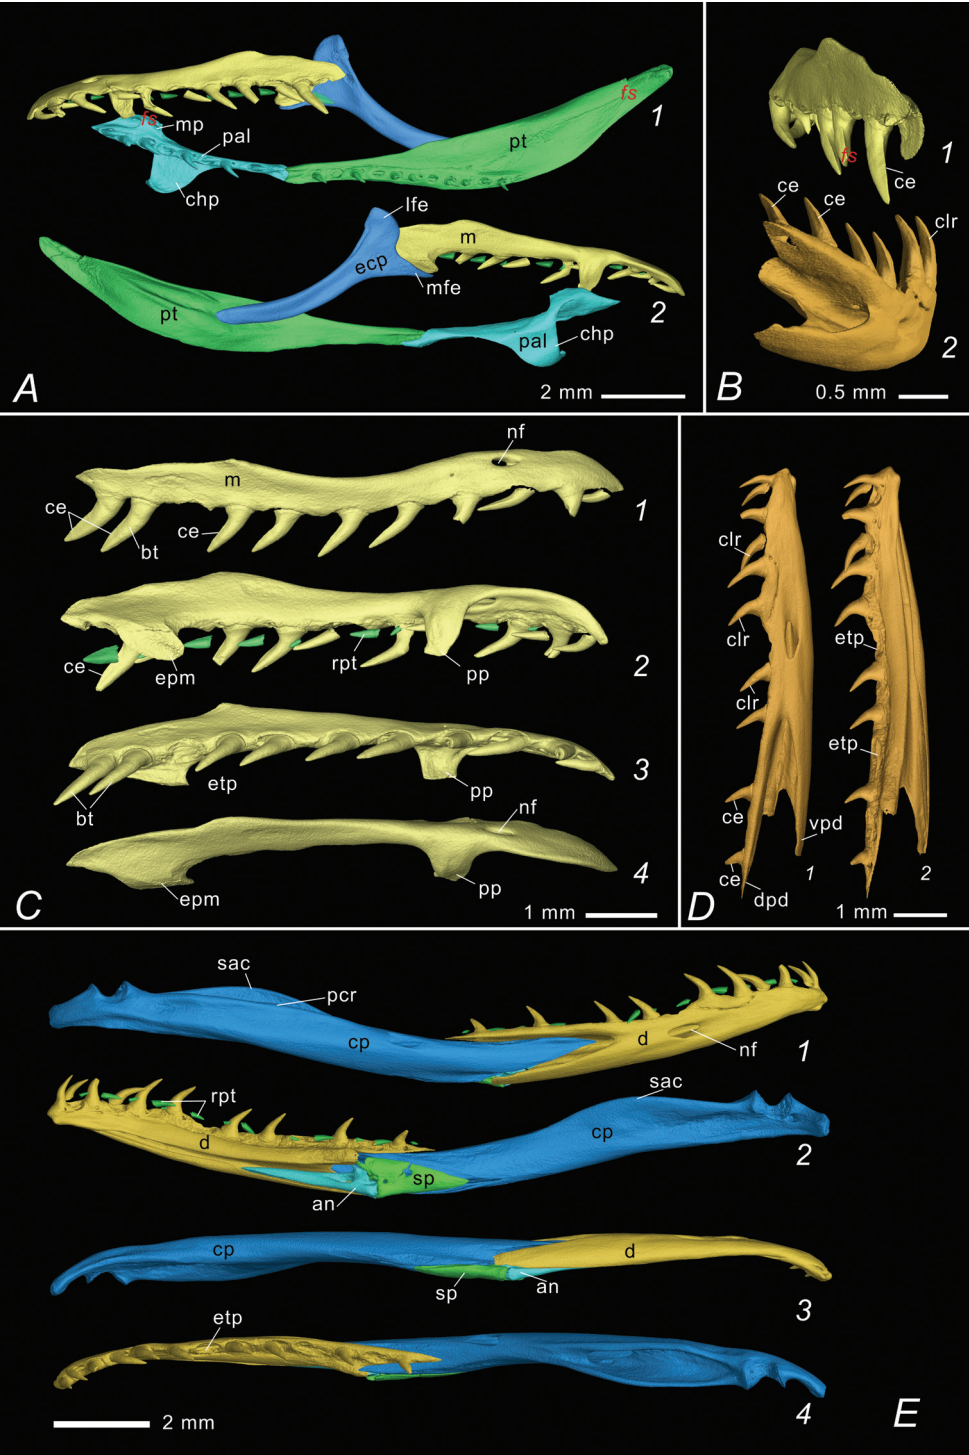 fs
mp
pal
chp
pt
fs
1
lfe
m
ecp
mfe
pt
pal
chp
2
A
2 mm
fs
ce
1
ce
ce
clr
2
B
0.5 mm
nf
m
ce
ce
bt
1
ce
epm
rpt
pp
2
etp
bt
pp
3
nf
epm
pp
4
C
1 mm
clr
clr
clr
etp
etp
ce
vpd
ce
dpd
1
2
D
1 mm
sac
pcr
cp
d
nf
1
rpt
sac
d
cp
sp
an
2
cp
d
sp
an
3
etp
4
2 mm
E